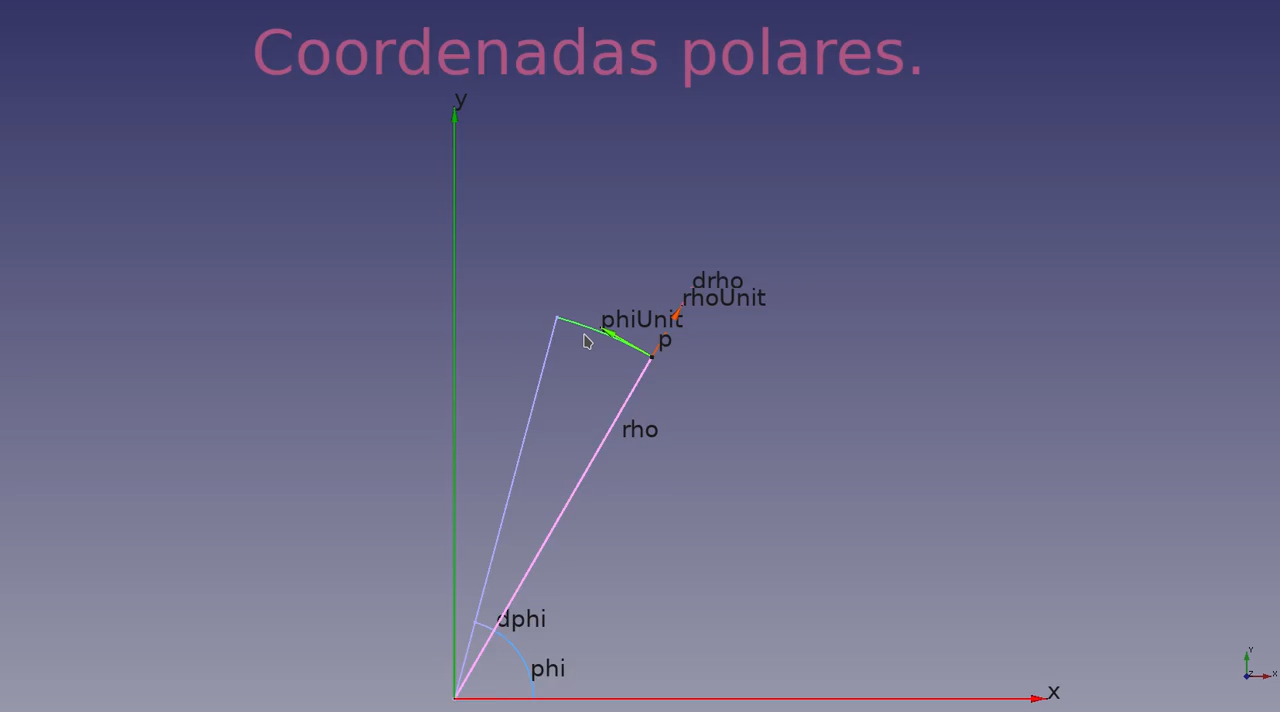 Coordenadas polares.
y
drho
rhoUnit
phiUnit
p
rho
dphi
phi
x
Y
Z
X